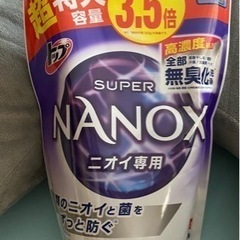 超特大
容量3.5倍
トップ
高濃度
全部
無臭化
SUPER
NANOX
ニオイ専用
のニオイと菌を
っと防ぐ